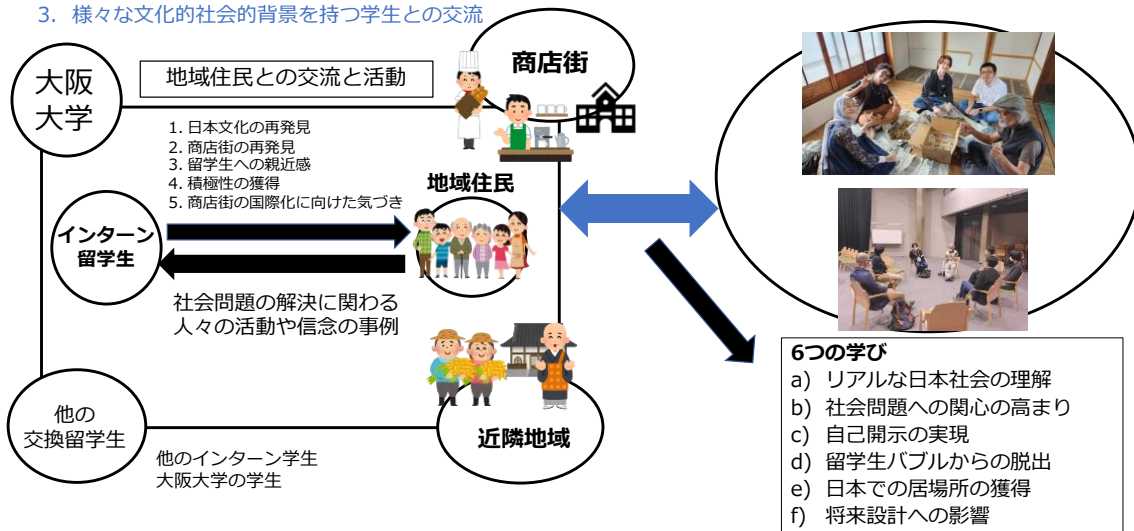 3. 様々な文化的社会的背景を持つ学生との交流
大阪
大学
地域住民との交流と活動
商店街
1. 日本文化の再発見
2. 商店街の再発見
3. 留学生への親近感
4. 積極性の獲得
5. 商店街の国際化に向けた気づき
地域住民
インターン
留学生
社会問題の解決に関わる
人々の活動や信念の事例
他の
交換留学生
近隣地域
他のインターン学生
大阪大学の学生
6つの学び
a) リアルな日本社会の理解
b) 社会問題への関心の高まり
c) 自己開示の実現
d) 留学生バブルからの脱出
e) 日本での居場所の獲得
f) 将来設計への影響